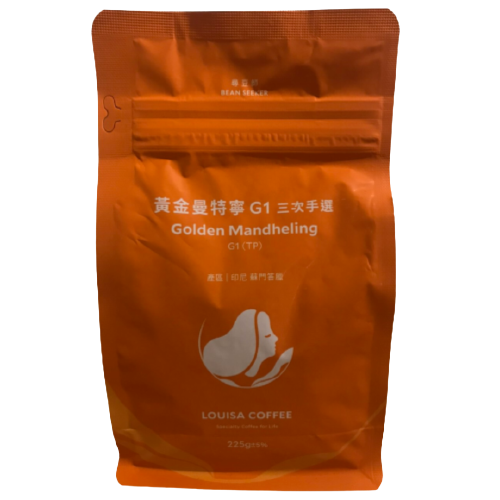 尋豆師
BEAN SEEKER
黃金曼特寧 G1 三次手選
Golden Mandheling
G1 (TP)
產區 | 印尼 蘇門答臘
LOUISA COFFEE
Specialty Coffee for Life
225grams